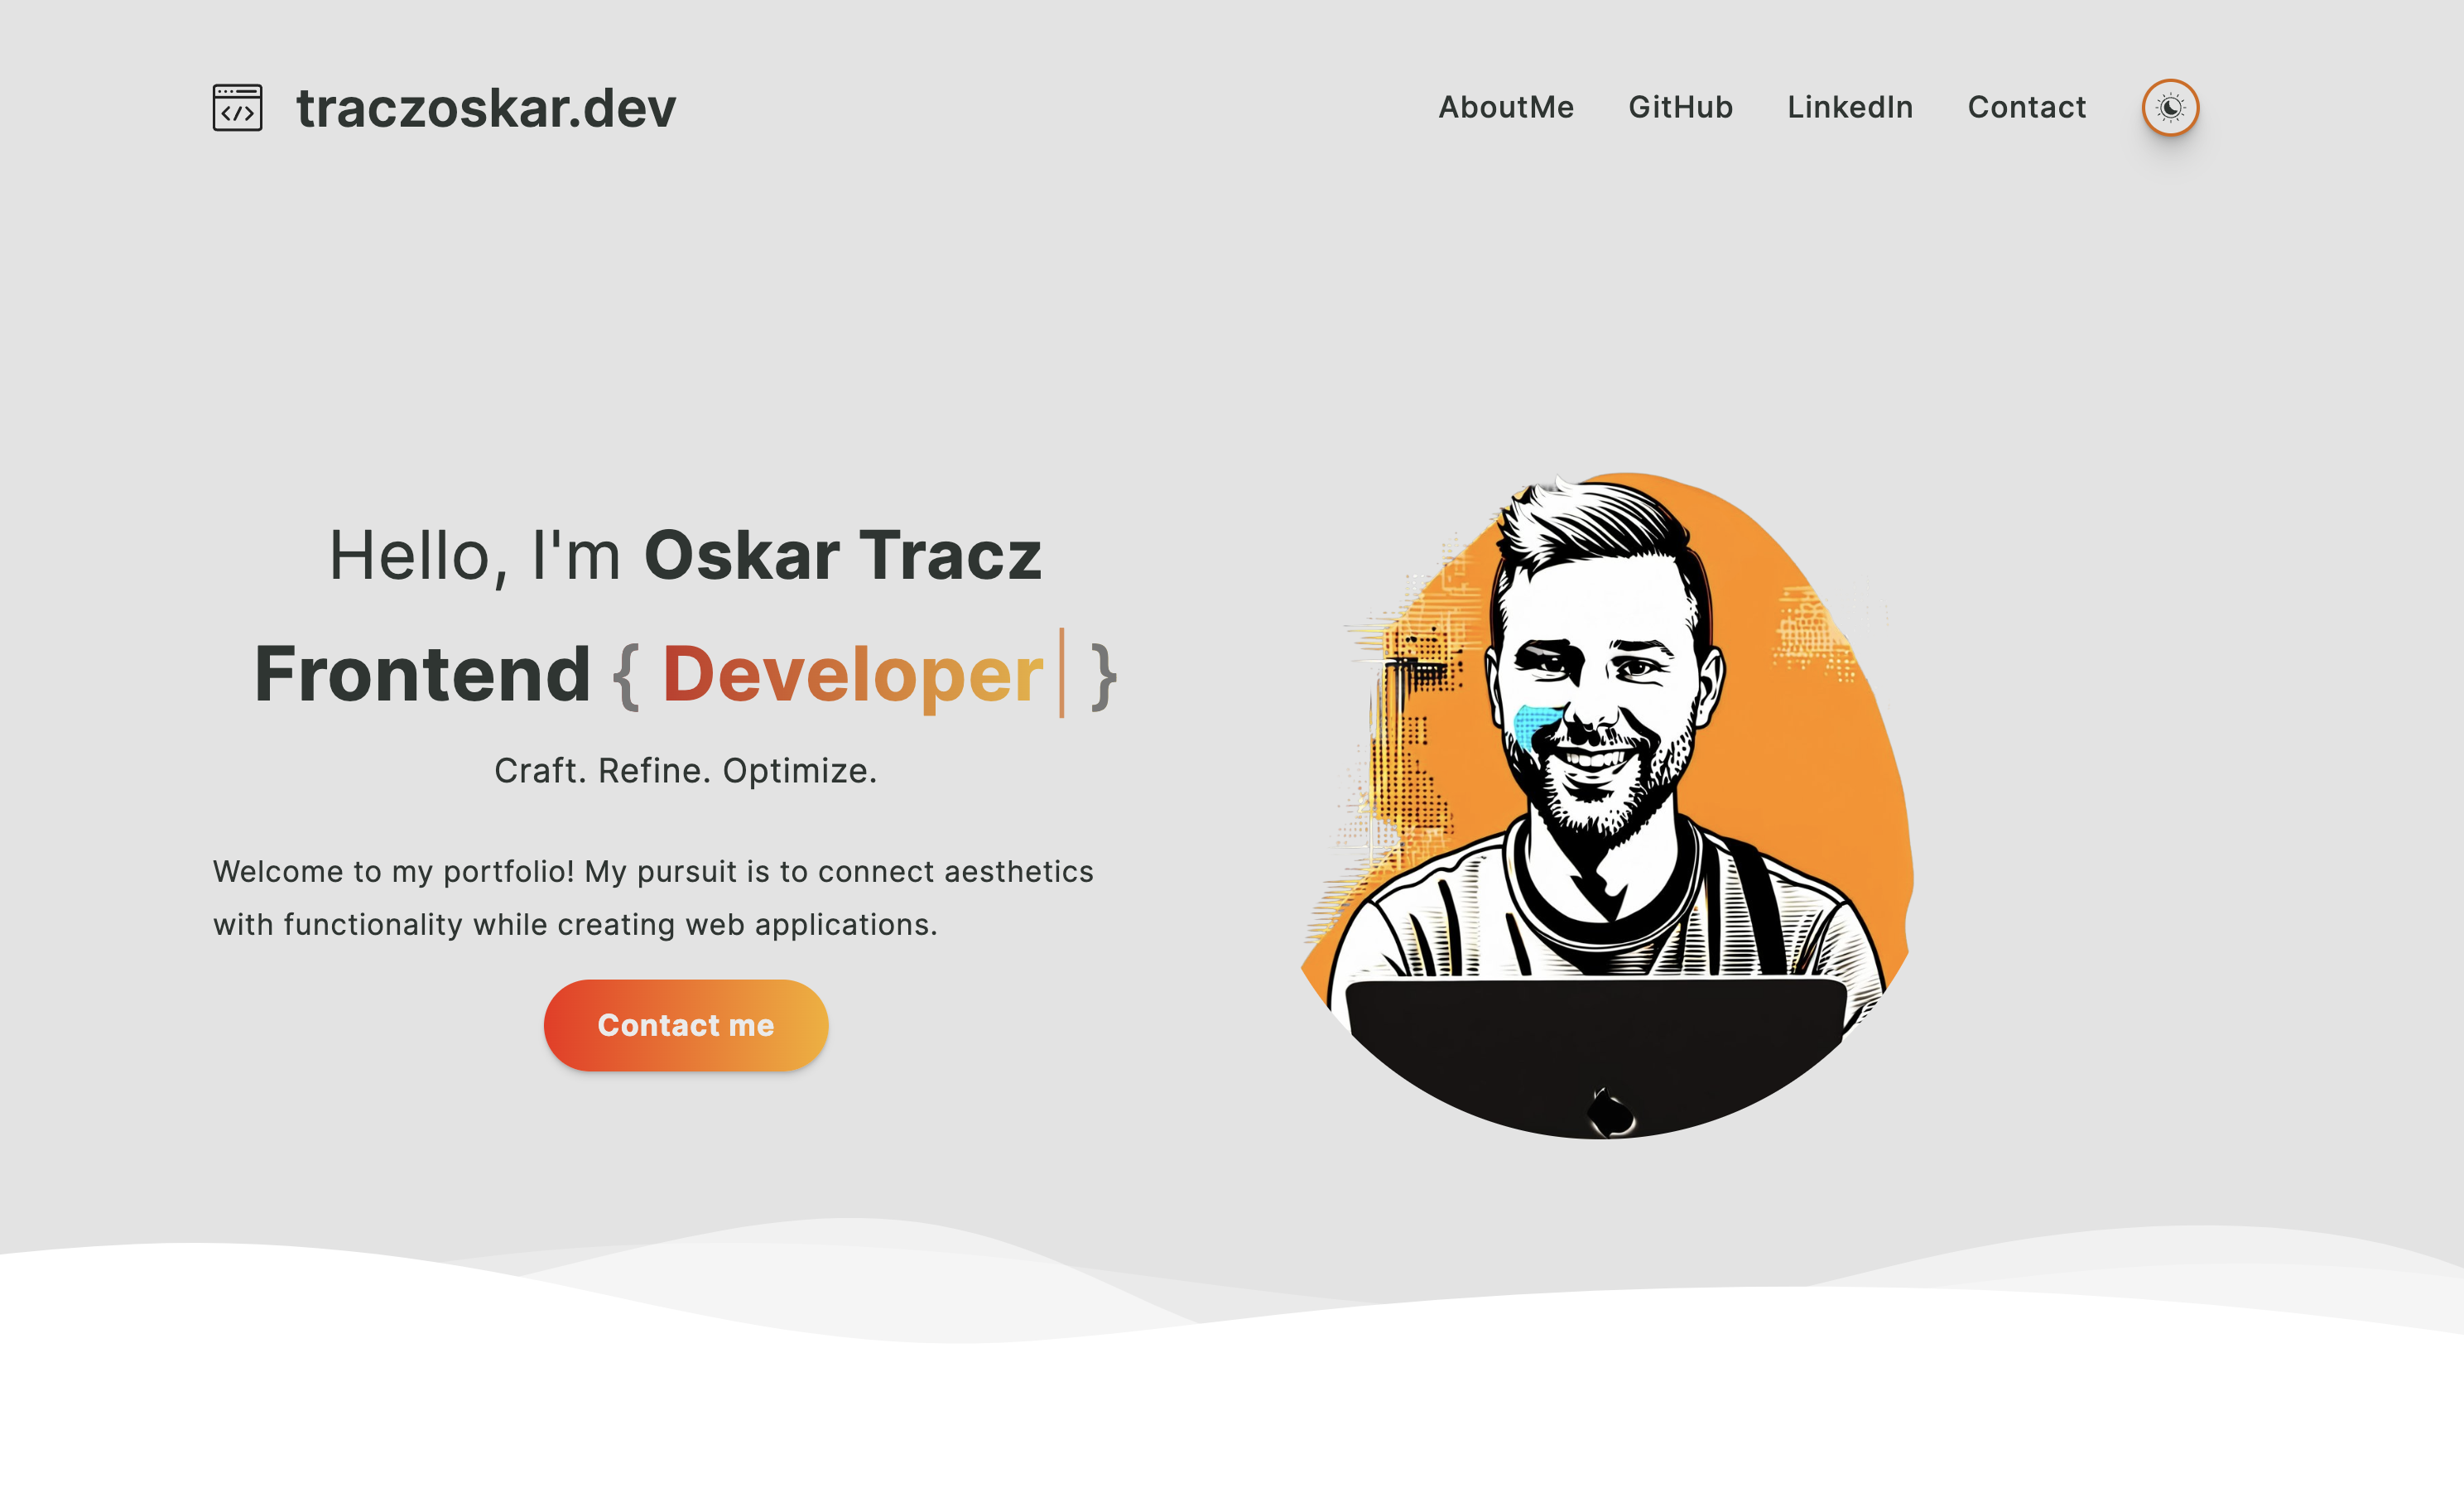 traczoskar.dev
AboutMe
GitHub
LinkedIn
Contact
Hello, I'm Oskar Tracz
Frontend { Developer }
Craft. Refine. Optimize.
Welcome to my portfolio! My pursuit is to connect aesthetics
with functionality while creating web applications.
Contact me